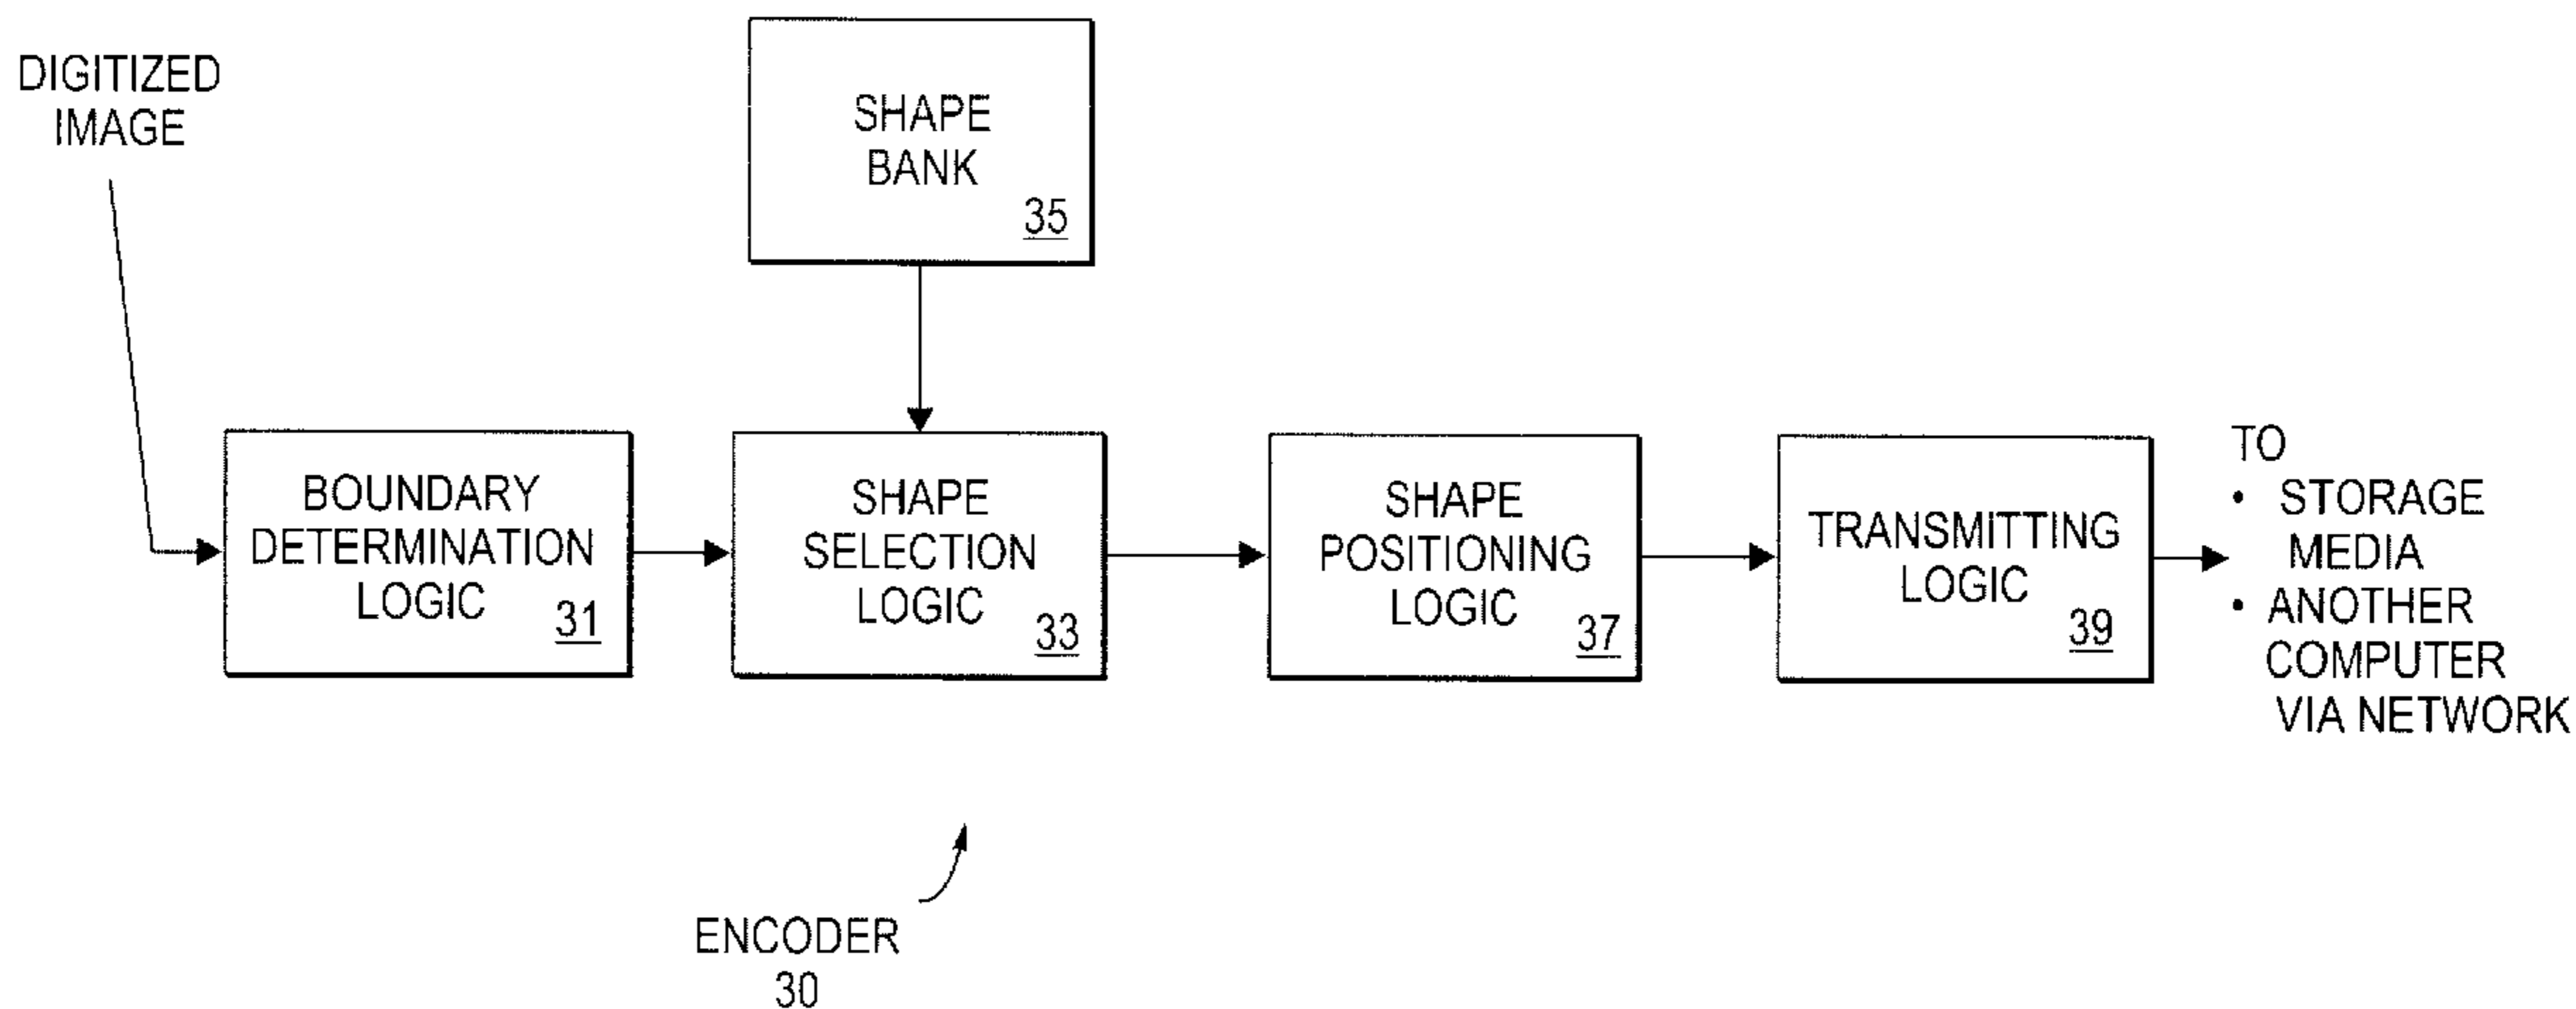 DIGITIZED
IMAGE
SHAPE
BANK
35
BOUNDARY
DETERMINATION
LOGIC
31
SHAPE
SELECTION
LOGIC
33
SHAPE
POSITIONING
LOGIC
37
TRANSMITTING
LOGIC
39
TO
• STORAGE
MEDIA
• ANOTHER
COMPUTER
VIA NETWORK
ENCODER
30